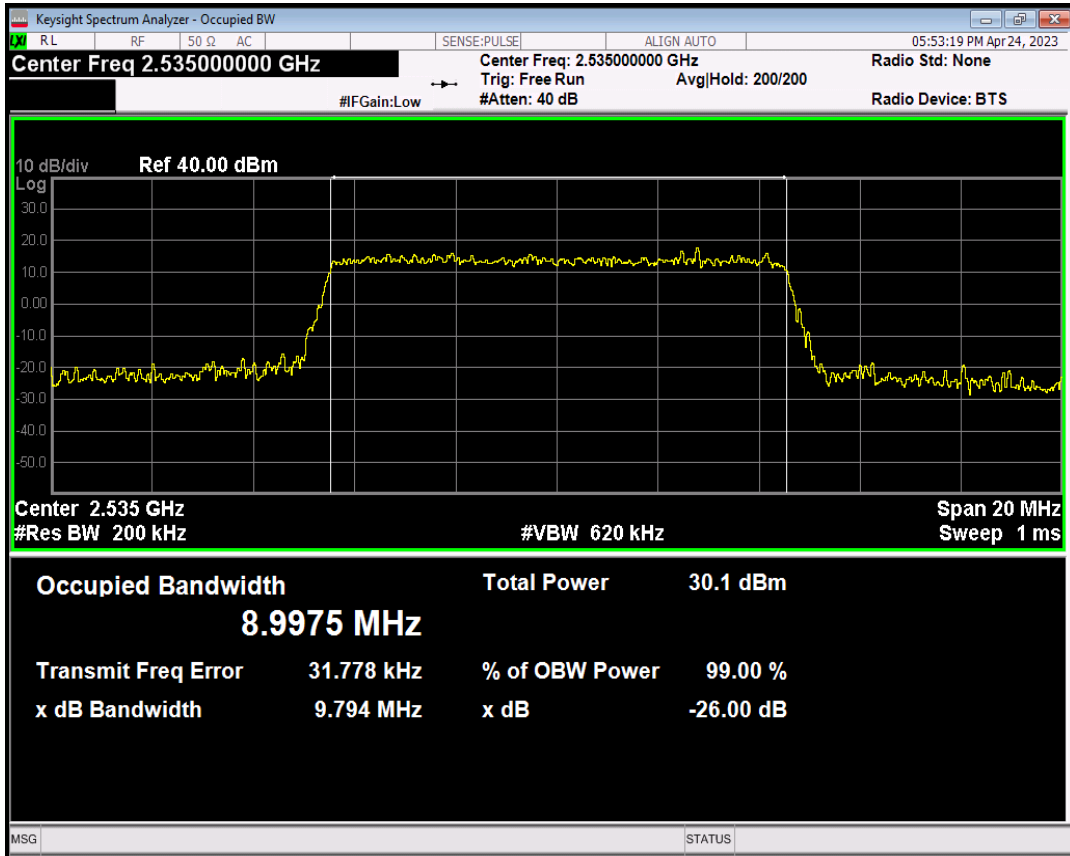 Keysight Spectrum Analyzer - Occupied BW
LXI RL RF 50 Ω AC SENSE:PULSE ALIGN AUTO 05:53:19 PM Apr 24, 2023
Center Freq 2.535000000 GHz Center Freq: 2.535000000 GHz Radio Std: None
Trig: Free Run Avg|Hold: 200/200
#IFGain:Low #Atten: 40 dB Radio Device: BTS
10 dB/div Ref 40.00 dBm
Log
30.0
20.0
10.0
0.00
-10.0
-20.0
-30.0
-40.0
-50.0
Center 2.535 GHz Span 20 MHz
#Res BW 200 kHz #VBW 620 kHz Sweep 1 ms
Occupied Bandwidth Total Power 30.1 dBm
8.9975 MHz
Transmit Freq Error 31.778 kHz % of OBW Power 99.00 %
x dB Bandwidth 9.794 MHz x dB -26.00 dB
MSG STATUS